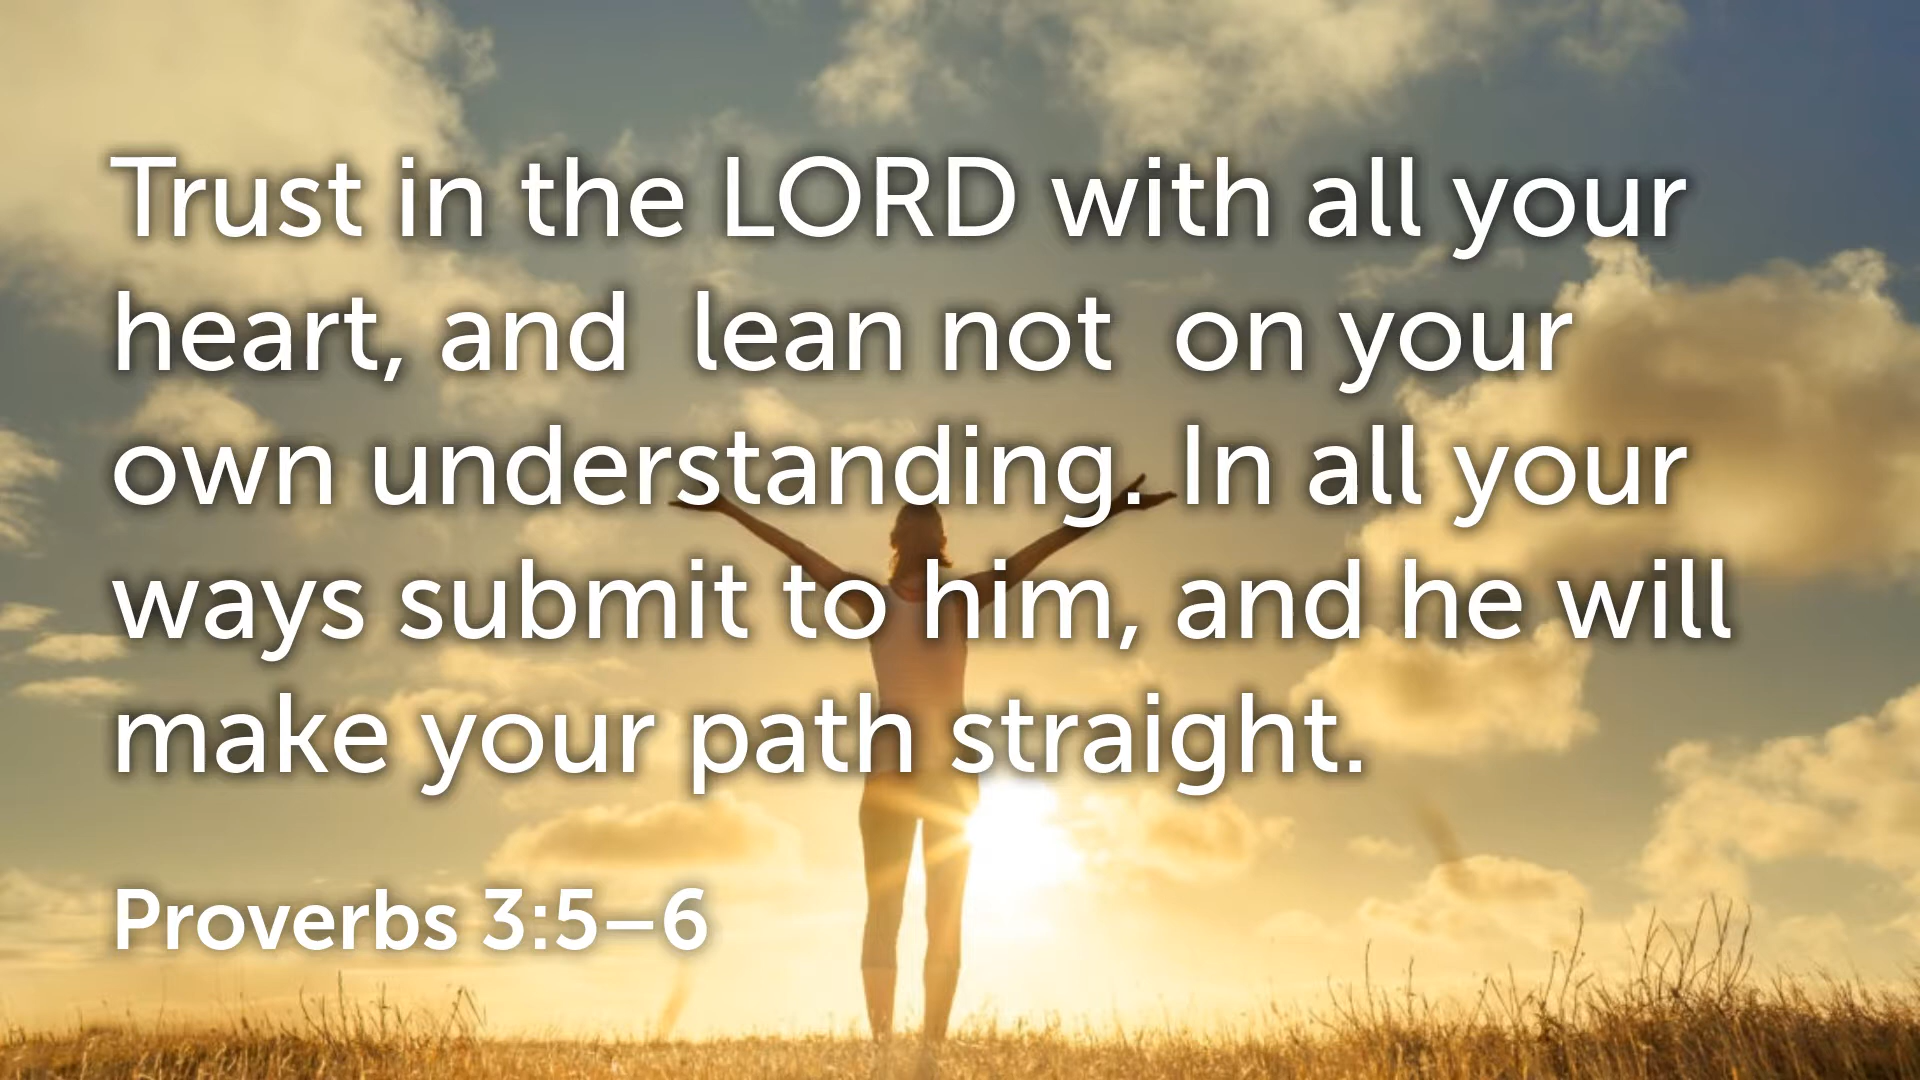 Trust in the LORD with all your
heart, and  lean not  on your
own understanding. In all your
ways submit to him, and he will
make your path straight.
Proverbs 3:5–6